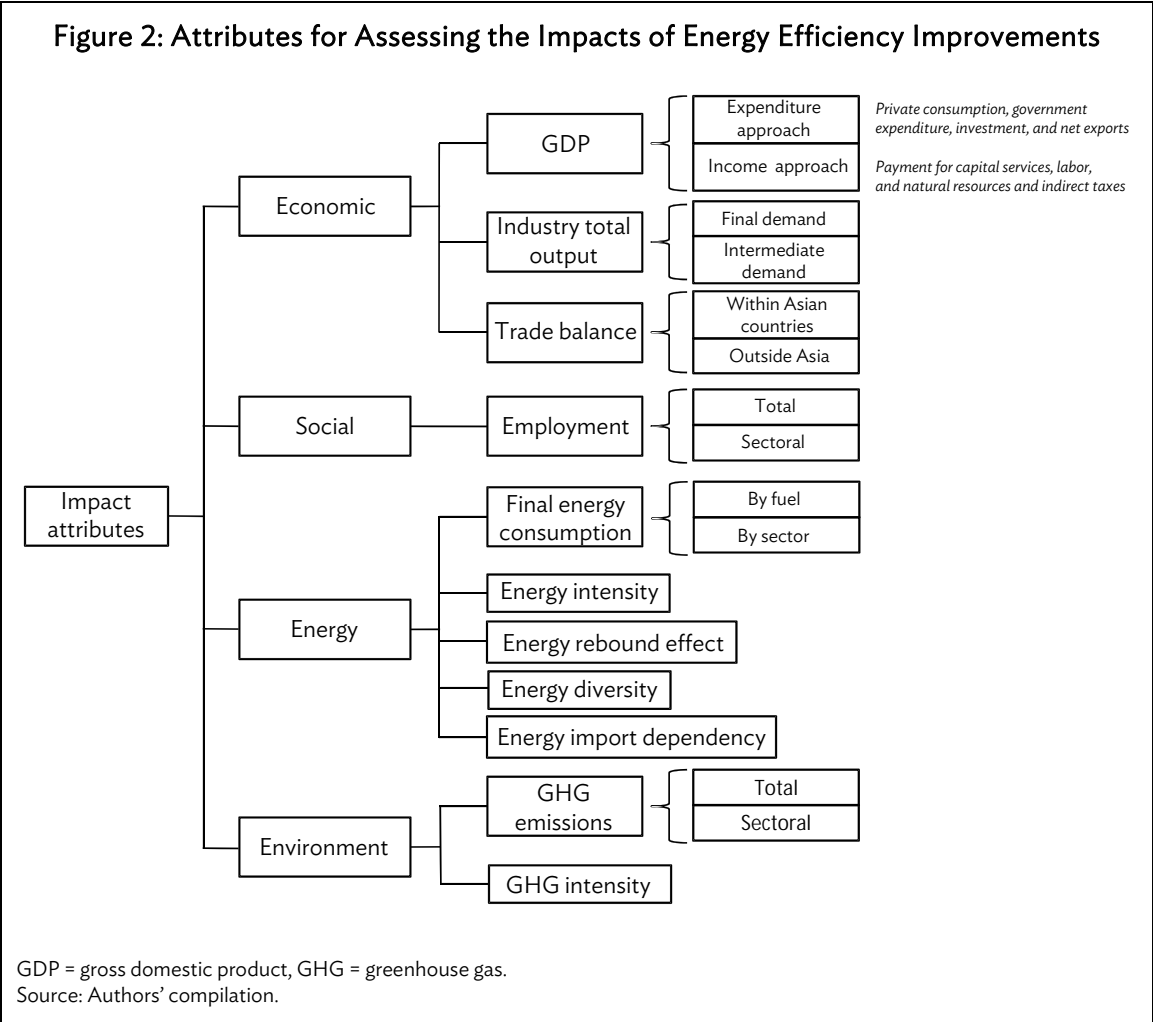 Figure 2: Attributes for Assessing the Impacts of Energy Efficiency Improvements
Impact
attributes
Economic
GDP
Expenditure
approach
Private consumption, government
expenditure, investment, and net exports
Income approach
Payment for capital services, labor,
and natural resources and indirect taxes
Industry total
output
Final demand
Intermediate
demand
Trade balance
Within Asian
countries
Outside Asia
Social
Employment
Total
Sectoral
Energy
Final energy
consumption
By fuel
By sector
Energy intensity
Energy rebound effect
Energy diversity
Energy import dependency
Environment
GHG
emissions
Total
Sectoral
GHG intensity
GDP = gross domestic product, GHG = greenhouse gas.
Source: Authors’ compilation.